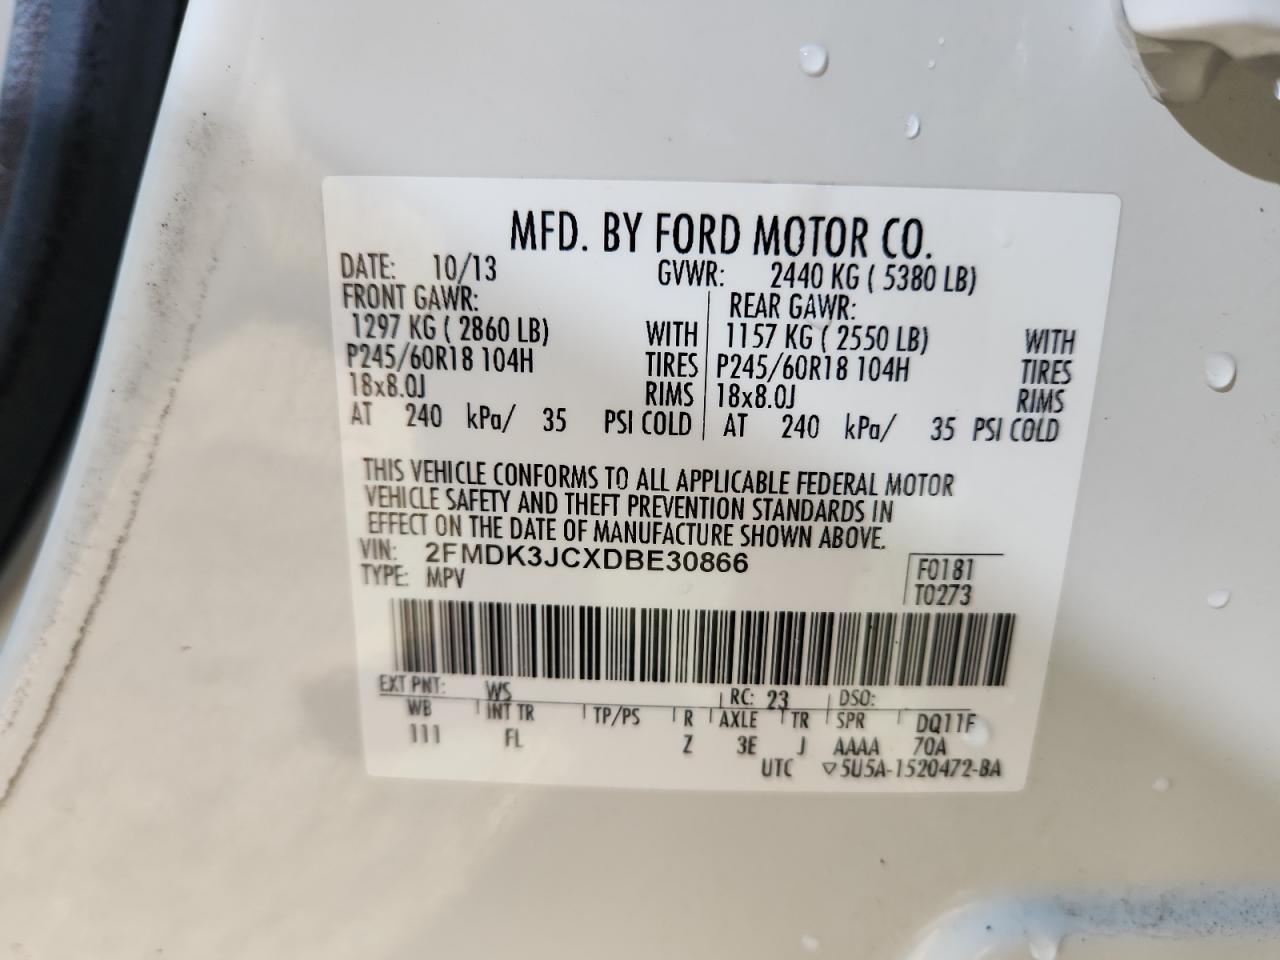 MFD. BY FORD MOTOR CO.
DATE: 10/13 GVWR: 2440 KG ( 5380 LB)
FRONT GAWR: REAR GAWR:
1297 KG ( 2860 LB) WITH 1157 KG ( 2550 LB) WITH
P245/60R18 104H TIRES P245/60R18 104H TIRES
18x8.0J RIMS 18x8.0J RIMS
AT 240 kPa/ 35 PSI COLD AT 240 kPa/ 35 PSI COLD
THIS VEHICLE CONFORMS TO ALL APPLICABLE FEDERAL MOTOR
VEHICLE SAFETY AND THEFT PREVENTION STANDARDS IN
EFFECT ON THE DATE OF MANUFACTURE SHOWN ABOVE.
VIN: 2FMDK3JCXDBE30866 F0181
TYPE: MPV T0273
EXT PNT: WS RC: 23 DSO:
WB INT TR TP/PS R AXLE TR SPR DQ11F
111 FL Z 3E J AAAA 70A
UTC ▽5U5A-1520472-BA